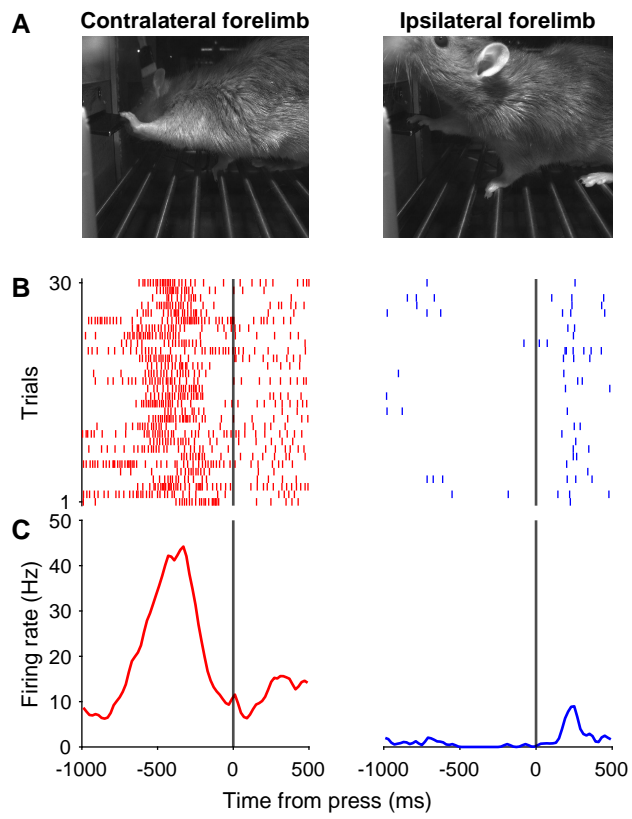 A
Contralateral forelimb
Ipsilateral forelimb
B
30
Trials
1
C
50
40
30
20
10
0
Firing rate (Hz)
-1000
-500
0
500
-1000
-500
0
500
Time from press (ms)